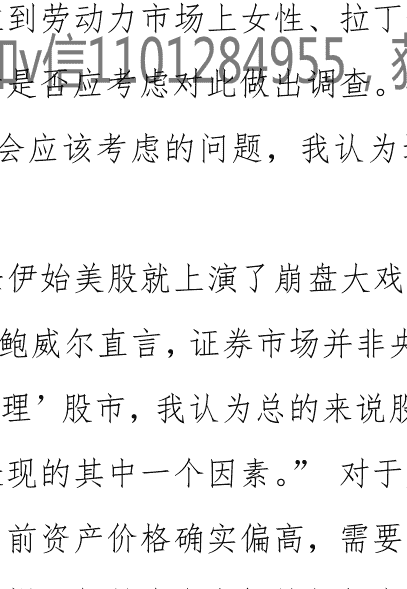 到劳动力市场上女性、拉丁
加v信1101284955，获
是否应考虑对此做出调查。
会应该考虑的问题，我认为
伊始美股就上演了崩盘大戏
鲍威尔直言，证券市场并非央
理’股市，我认为总的来说股
现的其中一个因素。” 对于
前资产价格确实偏高，需要